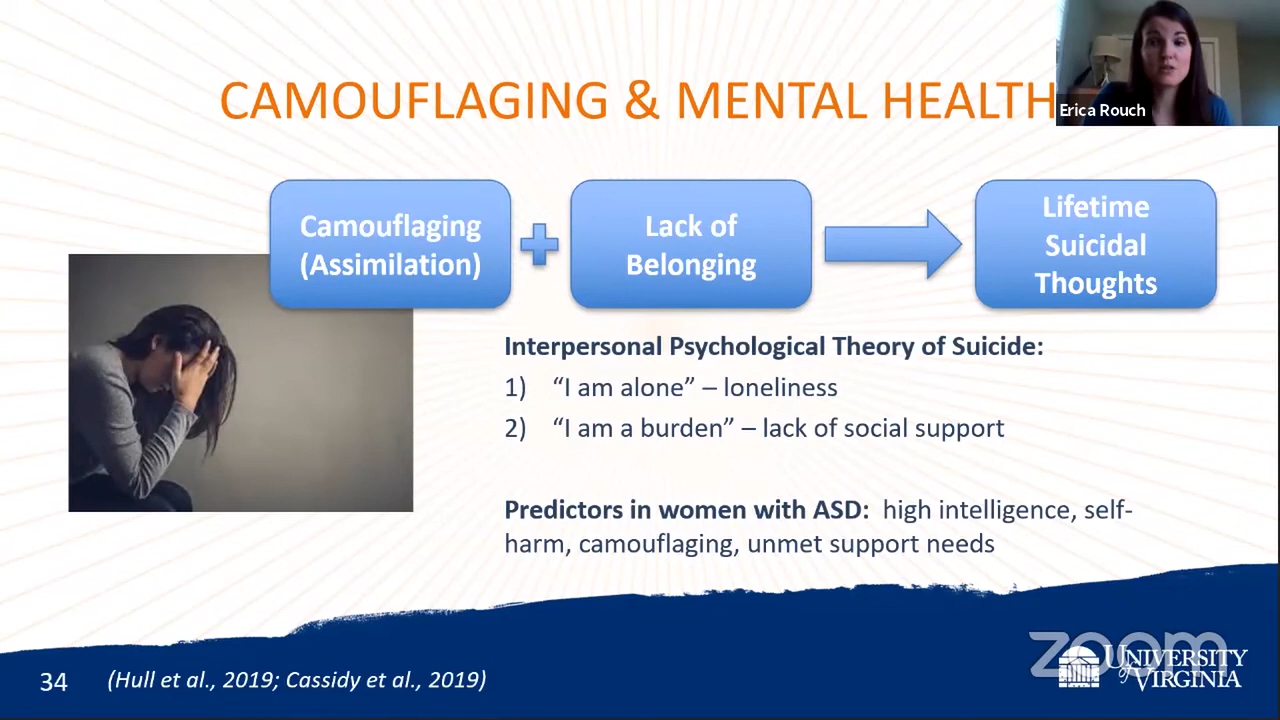 CAMOUFLAGING & MENTAL HEALTH
Erica Rouch
Camouflaging
(Assimilation)
Lack of
Belonging
Lifetime
Suicidal
Thoughts
Interpersonal Psychological Theory of Suicide:
1) “I am alone” – loneliness
2) “I am a burden” – lack of social support
Predictors in women with ASD: high intelligence, self-
harm, camouflaging, unmet support needs
34
(Hull et al., 2019; Cassidy et al., 2019)
zoom
UNIVERSITY
VIRGINIA